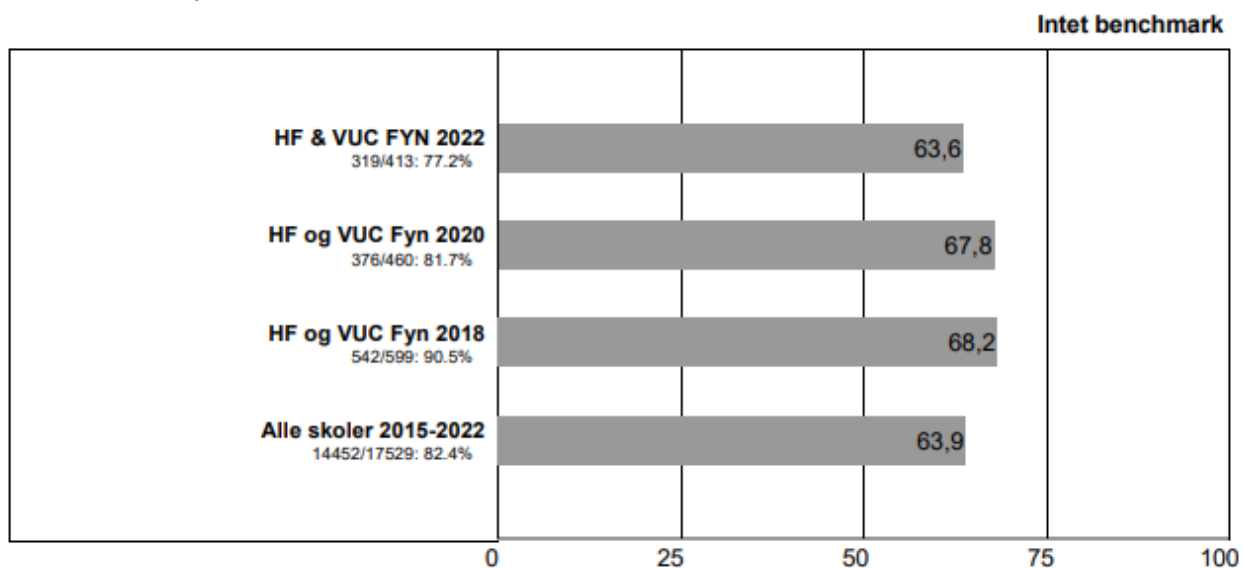 Intet benchmark
HF & VUC FYN 2022
319/413: 77.2%
63,6
HF og VUC Fyn 2020
376/460: 81.7%
67,8
HF og VUC Fyn 2018
542/599: 90.5%
68,2
Alle skoler 2015-2022
14452/17529: 82.4%
63,9
0 25 50 75 100